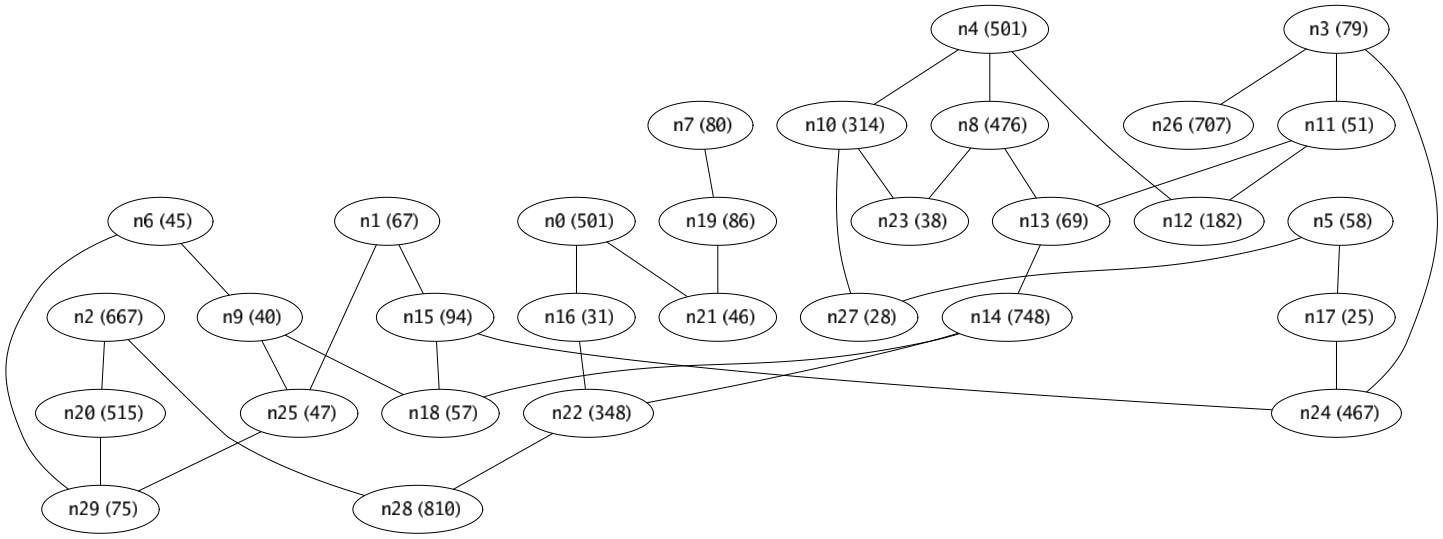 n4 (501)
n3 (79)
n7 (80)
n10 (314)
n8 (476)
n26 (707)
n11 (51)
n6 (45)
n1 (67)
n0 (501)
n19 (86)
n23 (38)
n13 (69)
n12 (182)
n5 (58)
n2 (667)
n9 (40)
n15 (94)
n16 (31)
n21 (46)
n27 (28)
n14 (748)
n17 (25)
n20 (515)
n25 (47)
n18 (57)
n22 (348)
n24 (467)
n29 (75)
n28 (810)